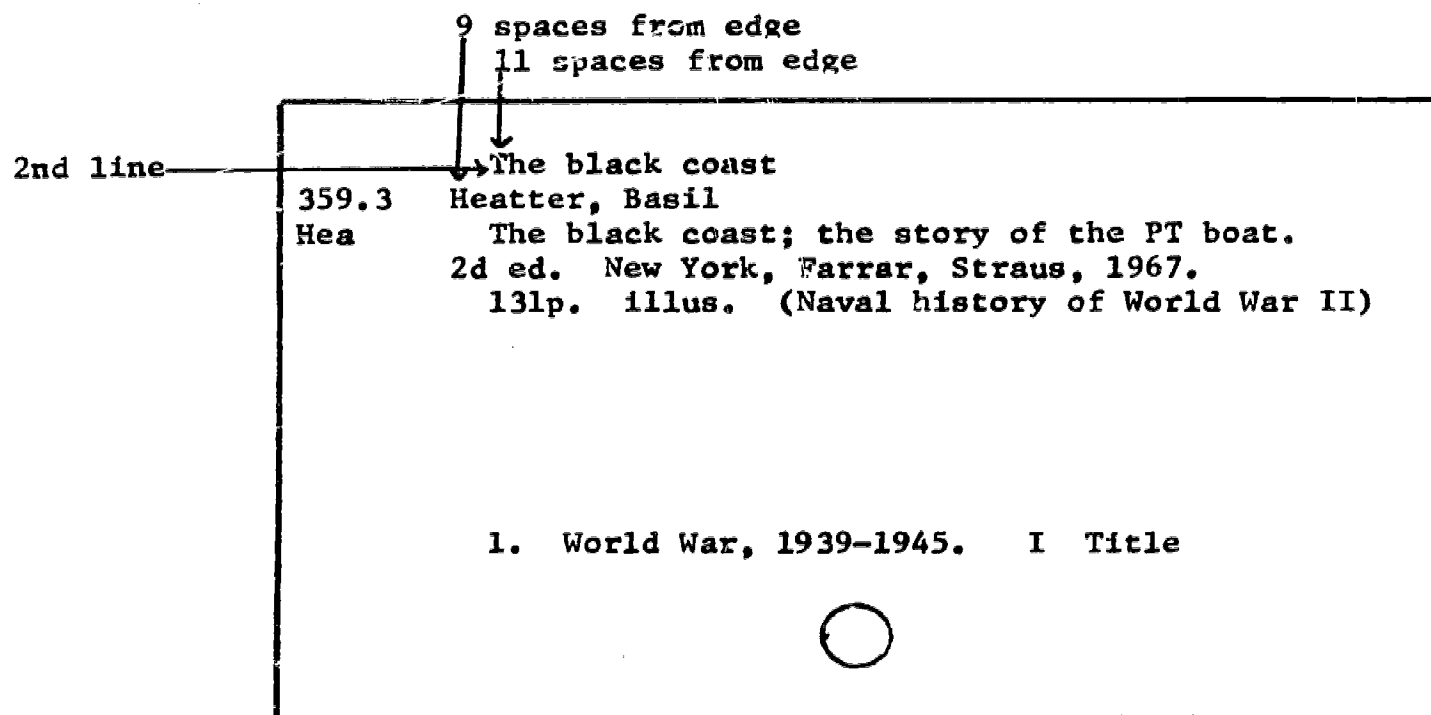 9 spaces from edge
11 spaces from edge
2nd line The black coast
359.3 Heatter, Basil
Hea The black coast; the story of the PT boat.
2d ed. New York, Farrar, Straus, 1967.
131p. illus. (Naval history of World War II)
1. World War, 1939-1945. I Title